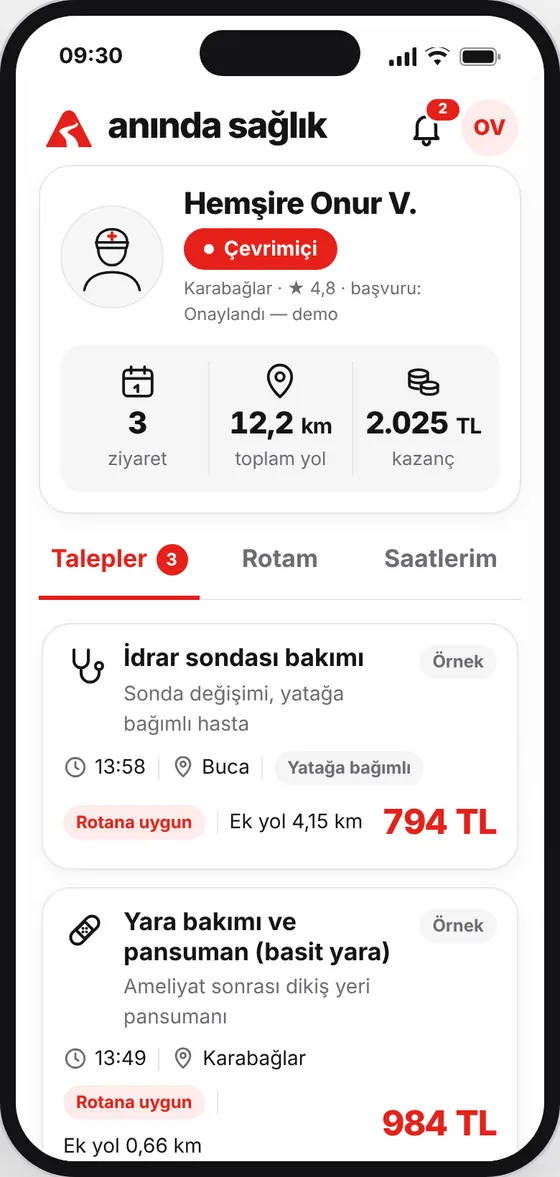 09:30
anında sağlık
2
OV
Hemşire Onur V.
Çevrimiçi
Karabağlar · ★ 4,8 · başvuru:
Onaylandı — demo
1
3
ziyaret
12,2 km
toplam yol
2.025 TL
kazanç
Talepler 3
Rotam
Saatlerim
İdrar sondası bakımı
Örnek
Sonda değişimi, yatağa
bağımlı hasta
13:58
Buca
Yatağa bağımlı
Rotana uygun
Ek yol 4,15 km
794 TL
Yara bakımı ve
pansuman (basit yara)
Örnek
Ameliyat sonrası dikiş yeri
pansumanı
13:49
Karabağlar
Rotana uygun
984 TL
Ek yol 0,66 km